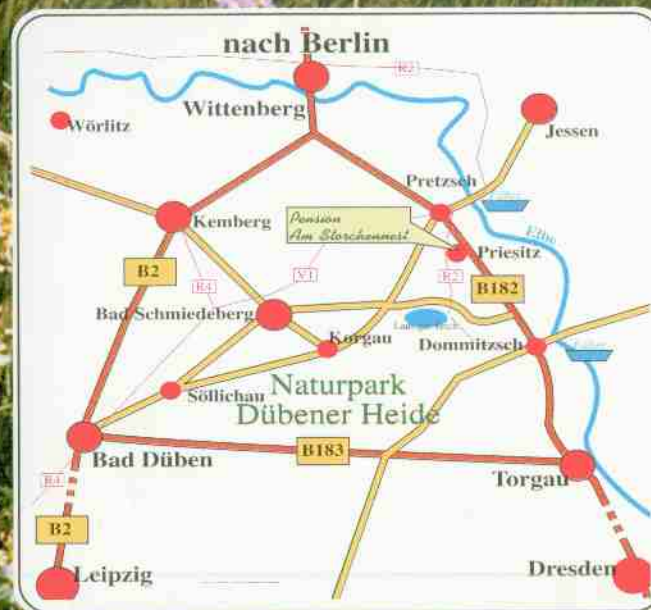 nach Berlin
R2
Wittenberg
Wörlitz
Jessen
Pretzsch
Kemberg
Pension
Am Storchennest
Elbe
Priesitz
B2
R4
V1
R2
B182
Bad Schmiedeberg
Korgau
Dommitzsch
Söllichau
Naturpark
Dübener Heide
Bad Düben
B183
Torgau
R4
B2
Leipzig
Dresden